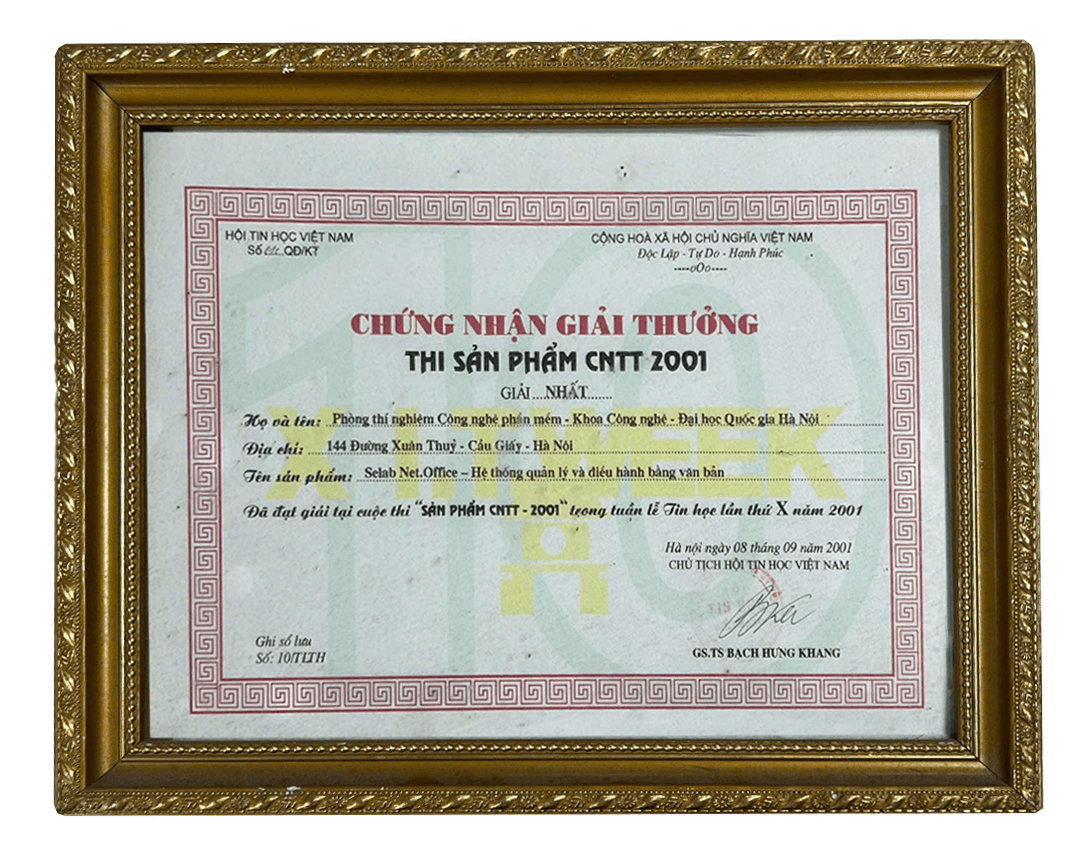 HỘI TIN HỌC VIỆT NAM
Số QĐ/KT
CỘNG HOÀ XÃ HỘI CHỦ NGHĨA VIỆT NAM
Độc Lập - Tự Do - Hạnh Phúc
----oOo----
CHỨNG NHẬN GIẢI THƯỞNG
THI SẢN PHẨM CNTT 2001
GIẢI....NHẤT.......
Họ và tên: Phòng thí nghiệm Công nghệ phần mềm - Khoa Công nghệ - Đại học Quốc gia Hà Nội
Địa chỉ: 144 Đường Xuân Thuỷ - Cầu Giấy - Hà Nội
Tên sản phẩm: Selab Net.Office – Hệ thống quản lý và điều hành bằng văn bản
Đã đạt giải tại cuộc thi "SẢN PHẨM CNTT - 2001" trong tuần lễ Tin học lần thứ X năm 2001
Hà nội ngày 08 tháng 09 năm 2001
CHỦ TỊCH HỘI TIN HỌC VIỆT NAM
GS.TS BẠCH HƯNG KHANG
Ghi sổ lưu
Số: 10/TLTH